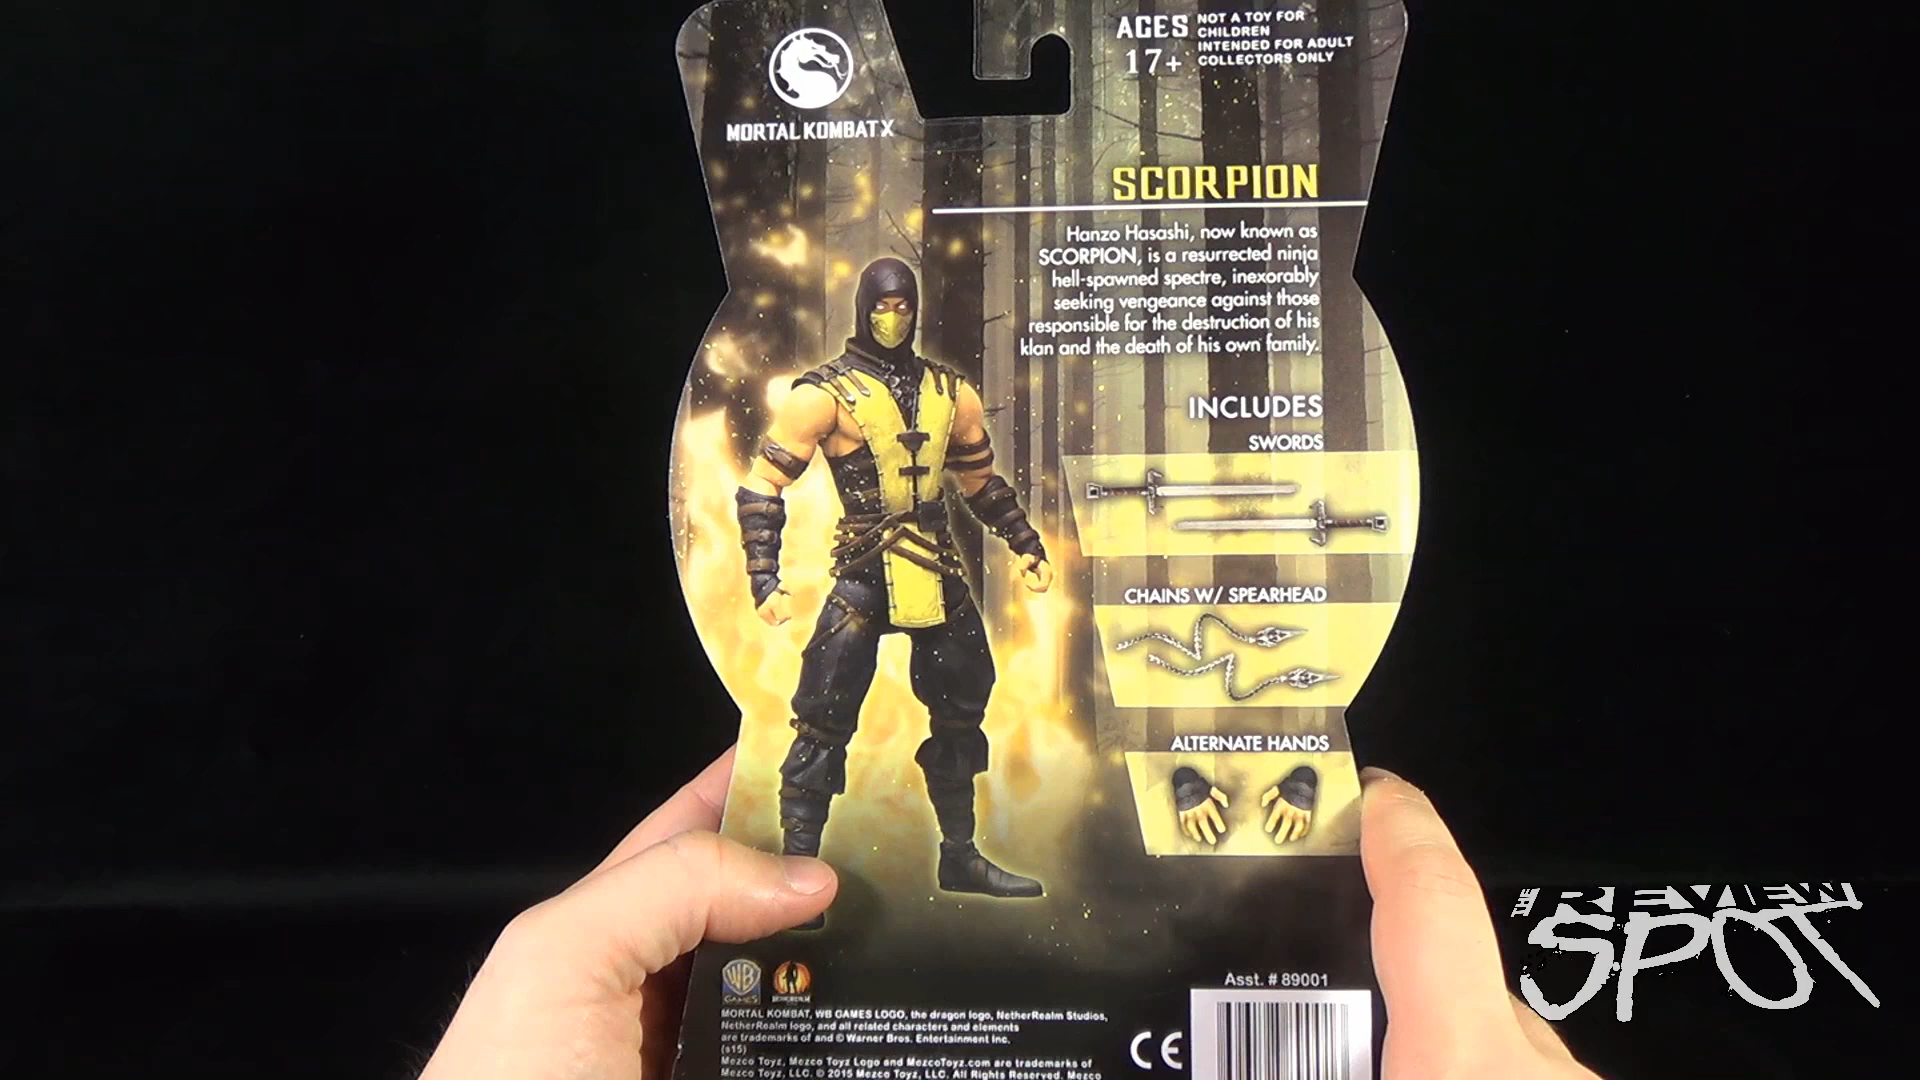 MORTAL KOMBAT X
AGES 17+
NOT A TOY FOR
CHILDREN
INTENDED FOR ADULT
COLLECTORS ONLY
SCORPION
Hanzo Hasashi, now known as
SCORPION, is a resurrected ninja
hell-spawned spectre, inexorably
seeking vengeance against those
responsible for the destruction of his
klan and the death of his own family.
INCLUDES
SWORDS
CHAINS W/ SPEARHEAD
ALTERNATE HANDS
WB
GAMES
Asst. # 89001
MORTAL KOMBAT, WB GAMES LOGO, the dragon logo, NetherRealm Studios,
NetherRealm logo, and all related characters and elements
are trademarks of and © Warner Bros. Entertainment Inc.
(s15)
Mezco Toyz, Mezco Toyz Logo and MezcoToyz.com are trademarks of
Mezco Toyz, LLC. © 2015 Mezco Toyz, LLC. All Rights Reserved. Mezco
CE
THE REVIEW
SPOT